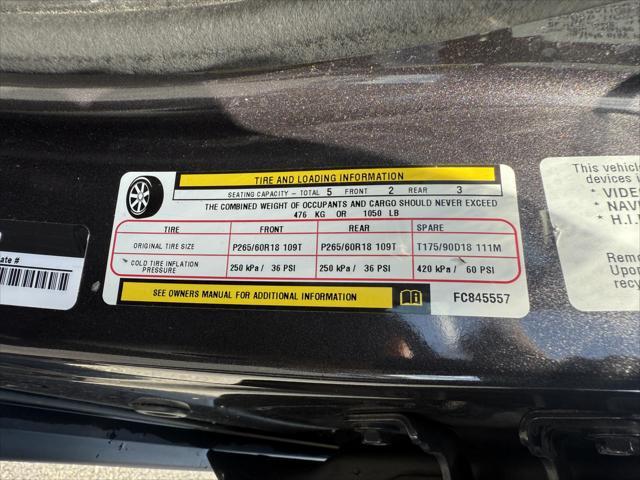 TIRE AND LOADING INFORMATION
SEATING CAPACITY - TOTAL 5 FRONT 2 REAR 3
THE COMBINED WEIGHT OF OCCUPANTS AND CARGO SHOULD NEVER EXCEED
476 KG OR 1050 LB
TIRE FRONT REAR SPARE
ORIGINAL TIRE SIZE P265/60R18 109T P265/60R18 109T T175/90D18 111M
COLD TIRE INFLATION PRESSURE 250 kPa / 36 PSI 250 kPa / 36 PSI 420 kPa / 60 PSI
SEE OWNERS MANUAL FOR ADDITIONAL INFORMATION
FC845557
ate #
This vehicle
devices i
* VIDE
* NAV
* H.I.
Remo
Upon
recy